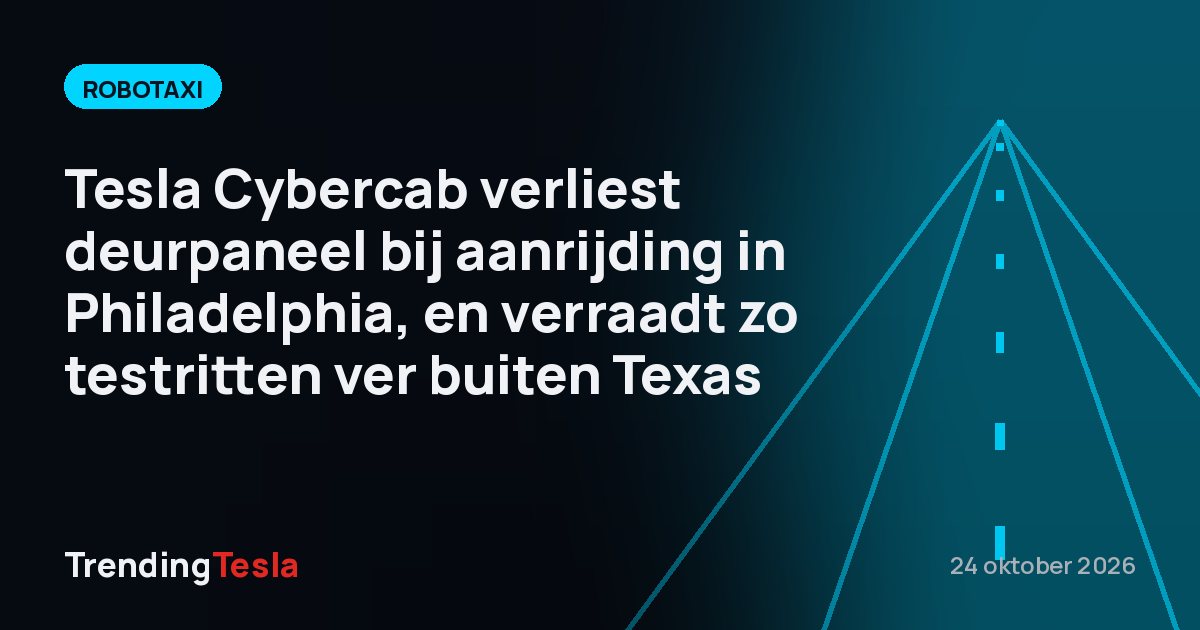 ROBOTAXI
Tesla Cybercab verliest
deurpaneel bij aanrijding in
Philadelphia, en verraadt zo
testritten ver buiten Texas
TrendingTesla
24 oktober 2026